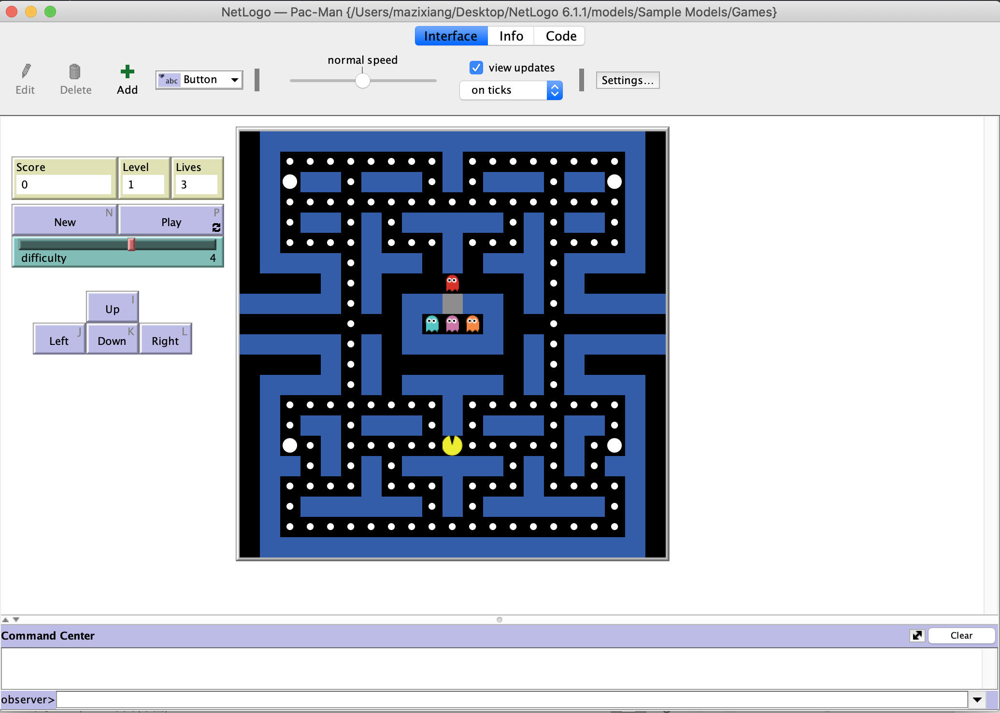 NetLogo — Pac-Man {/Users/mazixiang/Desktop/NetLogo 6.1.1/models/Sample Models/Games}
Interface Info Code
Edit Delete Add abc Button
normal speed
view updates
on ticks
Settings...
Score Level Lives
0 1 3
New N Play P
difficulty 4
Up I
Left J Down K Right L
Command Center Clear
observer>